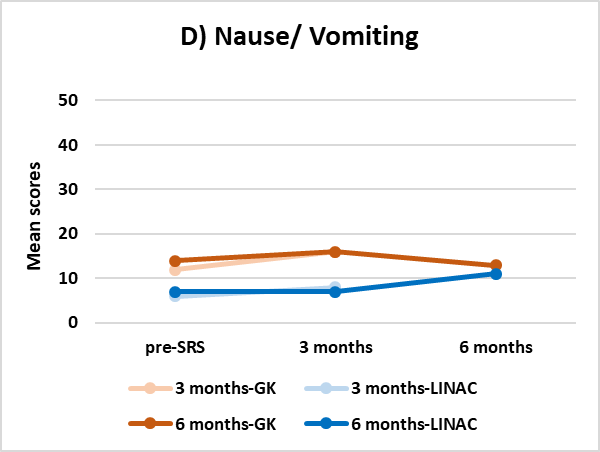 D) Nause/ Vomiting
Mean scores
50
40
30
20
10
0
pre-SRS 3 months 6 months
3 months-GK 3 months-LINAC
6 months-GK 6 months-LINAC